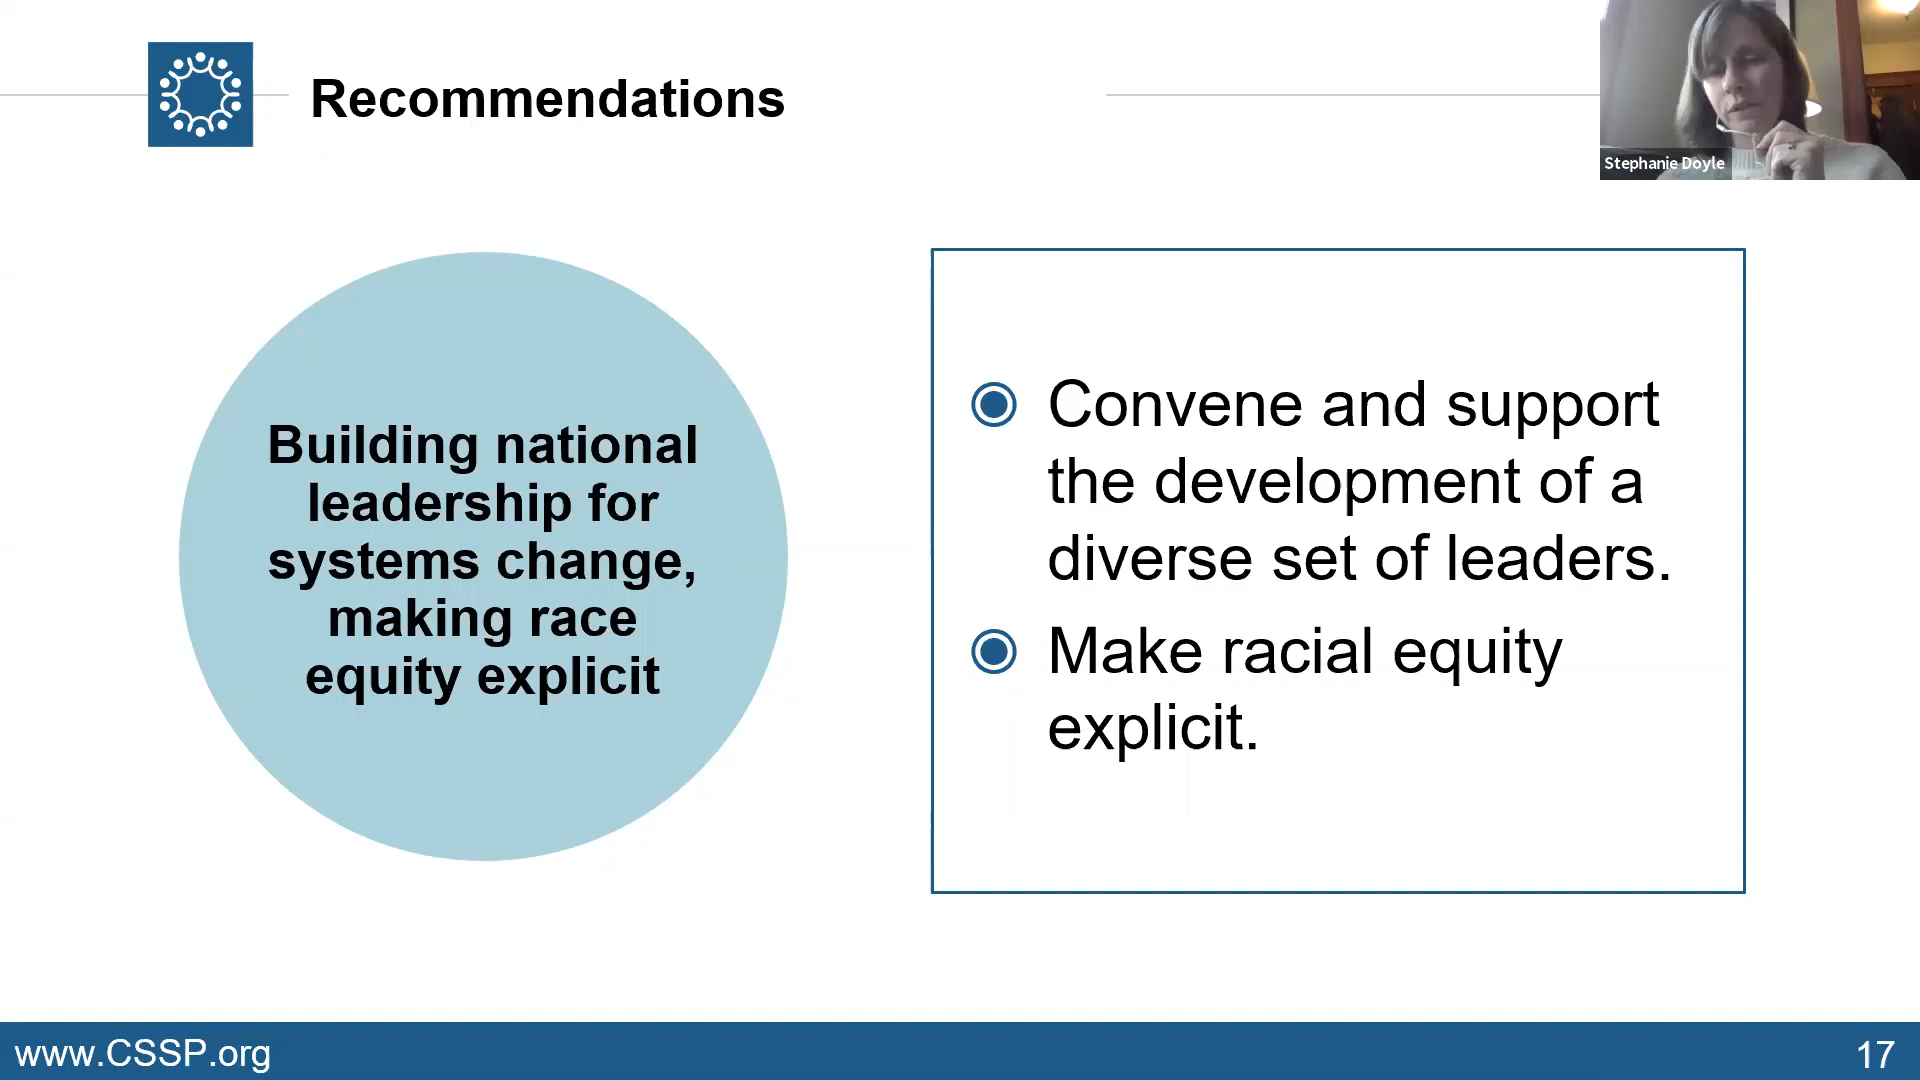 Recommendations
Stephanie Doyle
Building national
leadership for
systems change,
making race
equity explicit
Convene and support
the development of a
diverse set of leaders.
Make racial equity
explicit.
www.CSSP.org
17